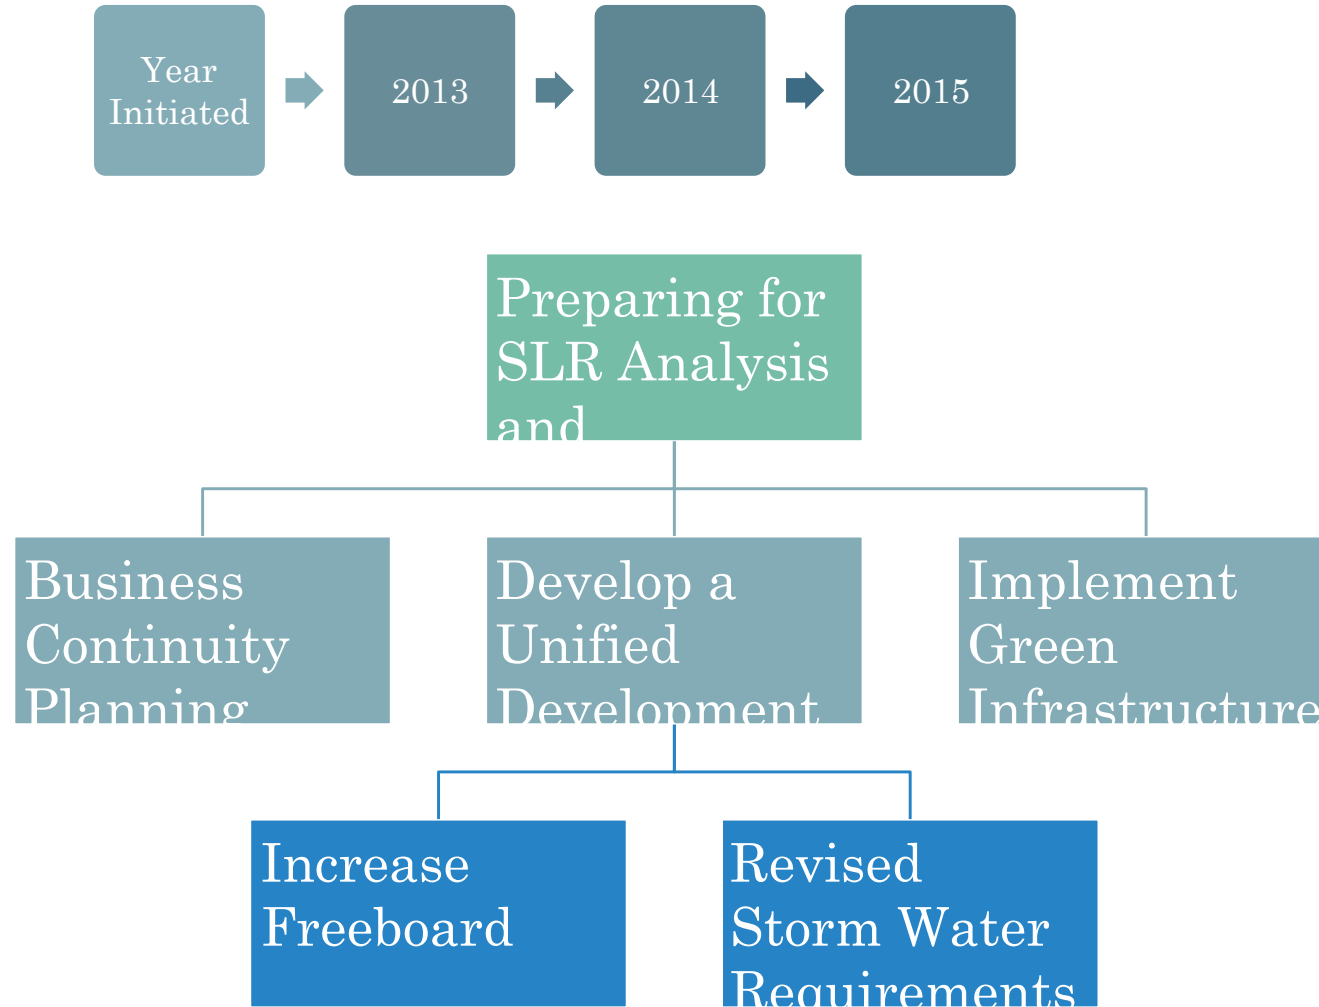 Year
Initiated
2013
2014
2015
Preparing for
SLR Analysis
and
Business
Continuity
Planning
Develop a
Unified
Development
Implement
Green
Infrastructure
Increase
Freeboard
Revised
Storm Water
Requirements